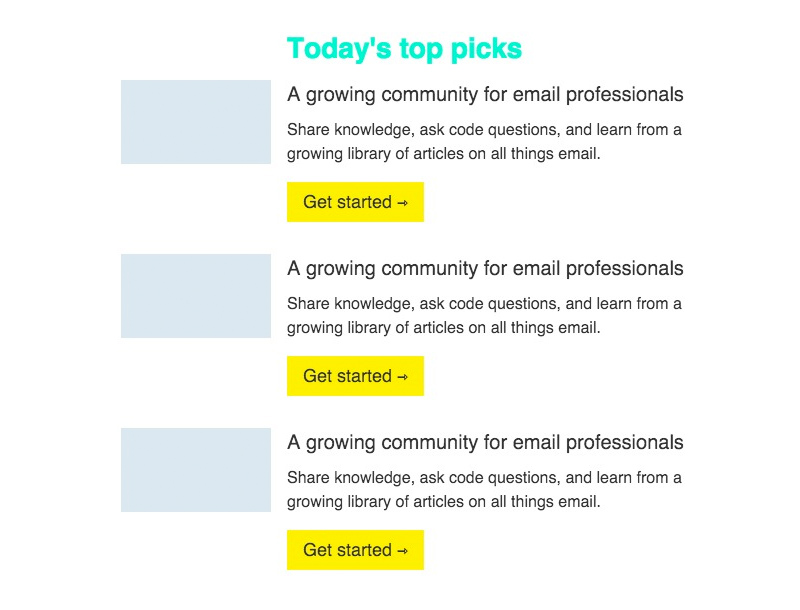 Today's top picks
A growing community for email professionals
Share knowledge, ask code questions, and learn from a
growing library of articles on all things email.
Get started →
A growing community for email professionals
Share knowledge, ask code questions, and learn from a
growing library of articles on all things email.
Get started →
A growing community for email professionals
Share knowledge, ask code questions, and learn from a
growing library of articles on all things email.
Get started →